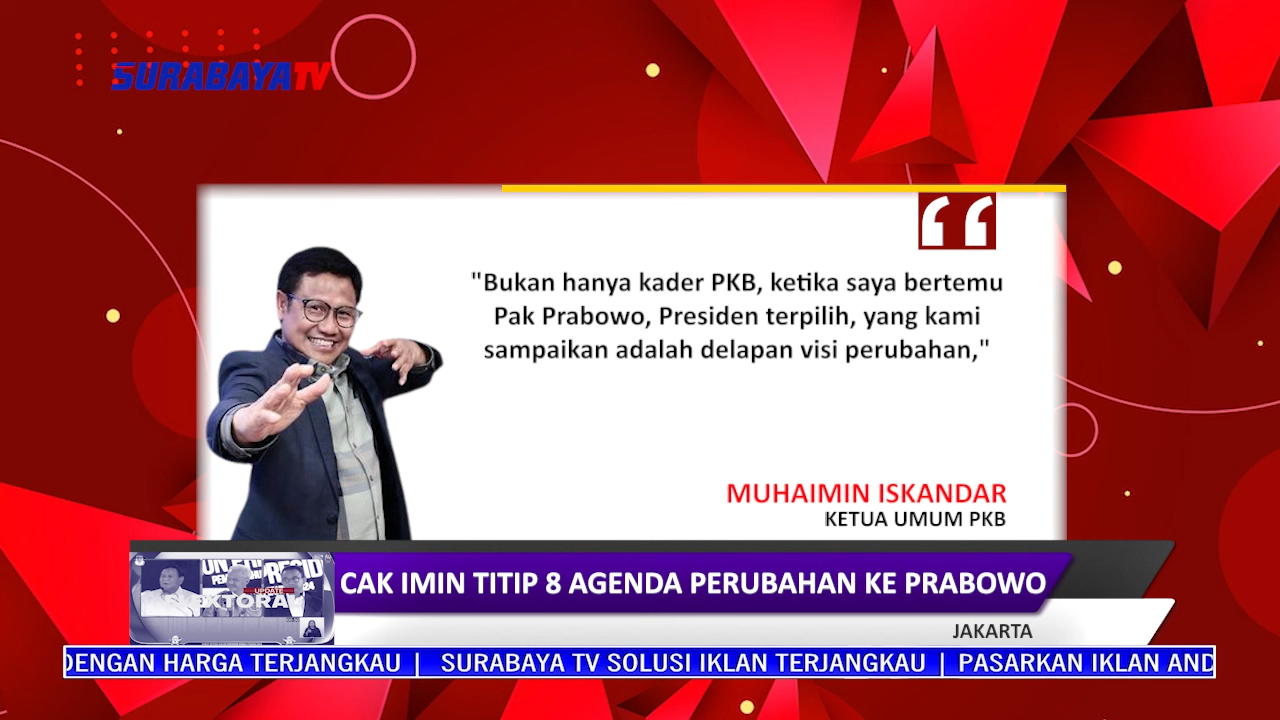 SURABAYATV
"Bukan hanya kader PKB, ketika saya bertemu
Pak Prabowo, Presiden terpilih, yang kami
sampaikan adalah delapan visi perubahan,"
MUHAIMIN ISKANDAR
KETUA UMUM PKB
UPDATE
CAK IMIN TITIP 8 AGENDA PERUBAHAN KE PRABOWO
JAKARTA
DENGAN HARGA TERJANGKAU | SURABAYA TV SOLUSI IKLAN TERJANGKAU | PASARKAN IKLAN AND